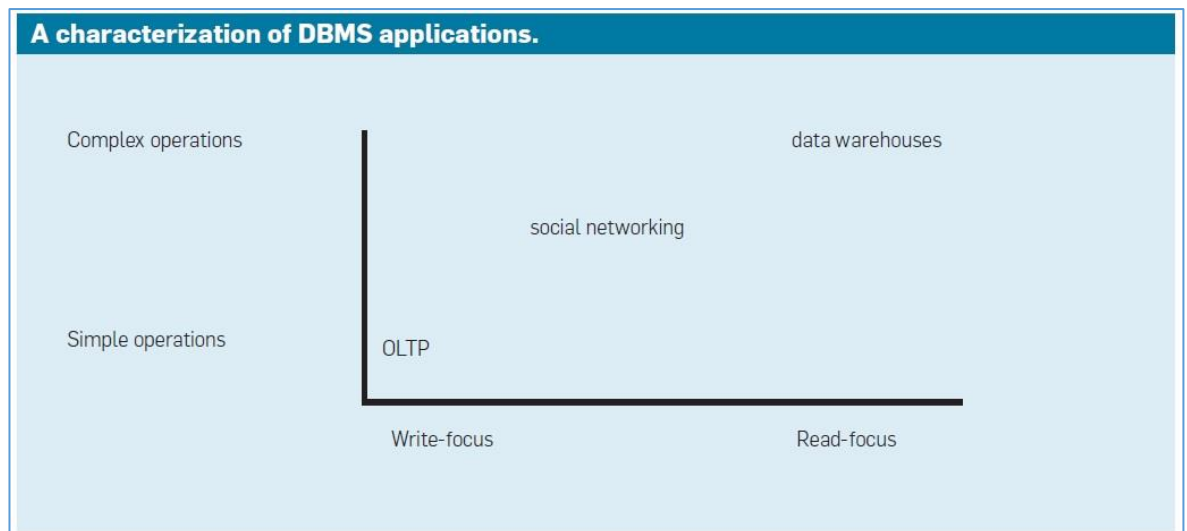 A characterization of DBMS applications.
Complex operations
data warehouses
social networking
Simple operations
OLTP
Write-focus
Read-focus